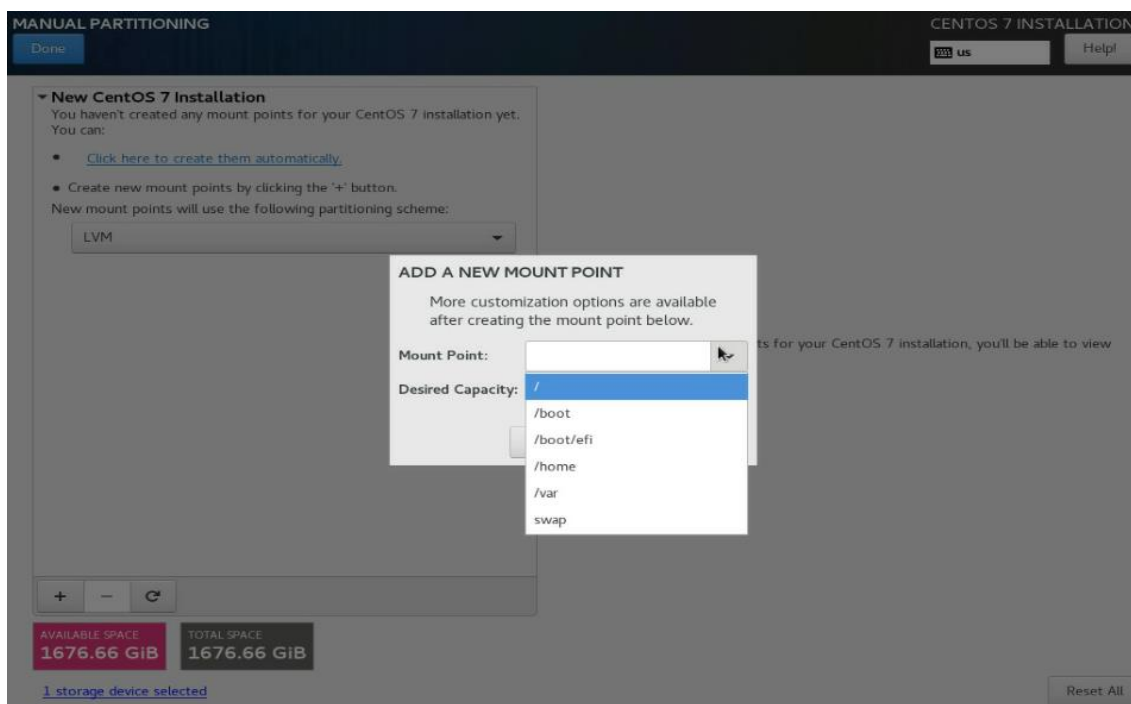 MANUAL PARTITIONING
CENTOS 7 INSTALLATION
Done
us
Help!
New CentOS 7 Installation
You haven't created any mount points for your CentOS 7 installation yet.
You can:
• Click here to create them automatically.
• Create new mount points by clicking the '+' button.
New mount points will use the following partitioning scheme:
LVM
ADD A NEW MOUNT POINT
More customization options are available
after creating the mount point below.
Mount Point:
ts for your CentOS 7 installation, you'll be able to view
Desired Capacity:
/
/boot
/boot/efi
/home
/var
swap
+ −
AVAILABLE SPACE
1676.66 GiB
TOTAL SPACE
1676.66 GiB
1 storage device selected
Reset All